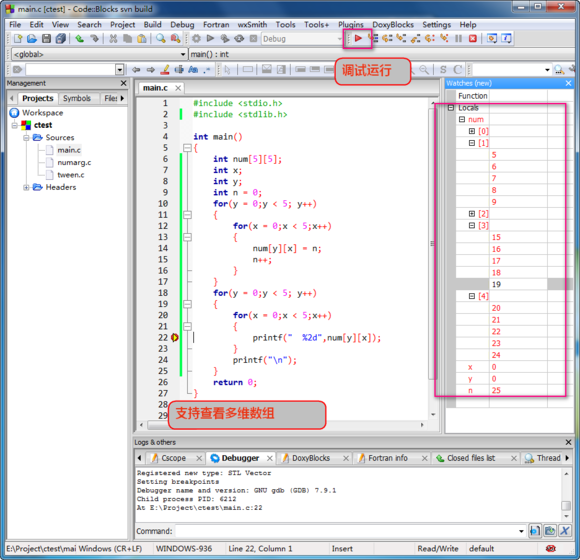 main.c [ctest] - Code::Blocks svn build
File Edit View Search Project Build Debug Fortran wxSmith Tools Tools+ Plugins DoxyBlocks Settings Help
Debug
<global> main() : int
调试运行
Management
Projects Symbols Files
Workspace
ctest
Sources
main.c
numarg.c
tween.c
Headers
main.c
1 #include <stdio.h>
2 #include <stdlib.h>
3
4 int main()
5 {
6 int num[5][5];
7 int x;
8 int y;
9 int n = 0;
10 for(y = 0;y < 5; y++)
11 {
12 for(x = 0;x < 5;x++)
13 {
14 num[y][x] = n;
15 n++;
16 }
17 }
18 for(y = 0;y < 5; y++)
19 {
20 for(x = 0;x < 5;x++)
21 {
22 printf("  %2d",num[y][x]);
23 }
24 printf("\n");
25 }
26 return 0;
27 }
28
29
支持查看多维数组
Watches (new)
Function
Locals
num
[0]
[1]
5
6
7
8
9
[2]
[3]
15
16
17
18
19
[4]
20
21
22
23
24
x 0
y 0
n 25
Logs & others
Cscope Debugger DoxyBlocks Fortran info Closed files list Thread
Registered new type: STL Vector
Setting breakpoints
Debugger name and version: GNU gdb (GDB) 7.9.1
Child process PID: 6212
At E:\Project\ctest\main.c:22
Command:
E:\Project\ctest\mai Windows (CR+LF) WINDOWS-936 Line 22, Column 1 Insert Read/Write default